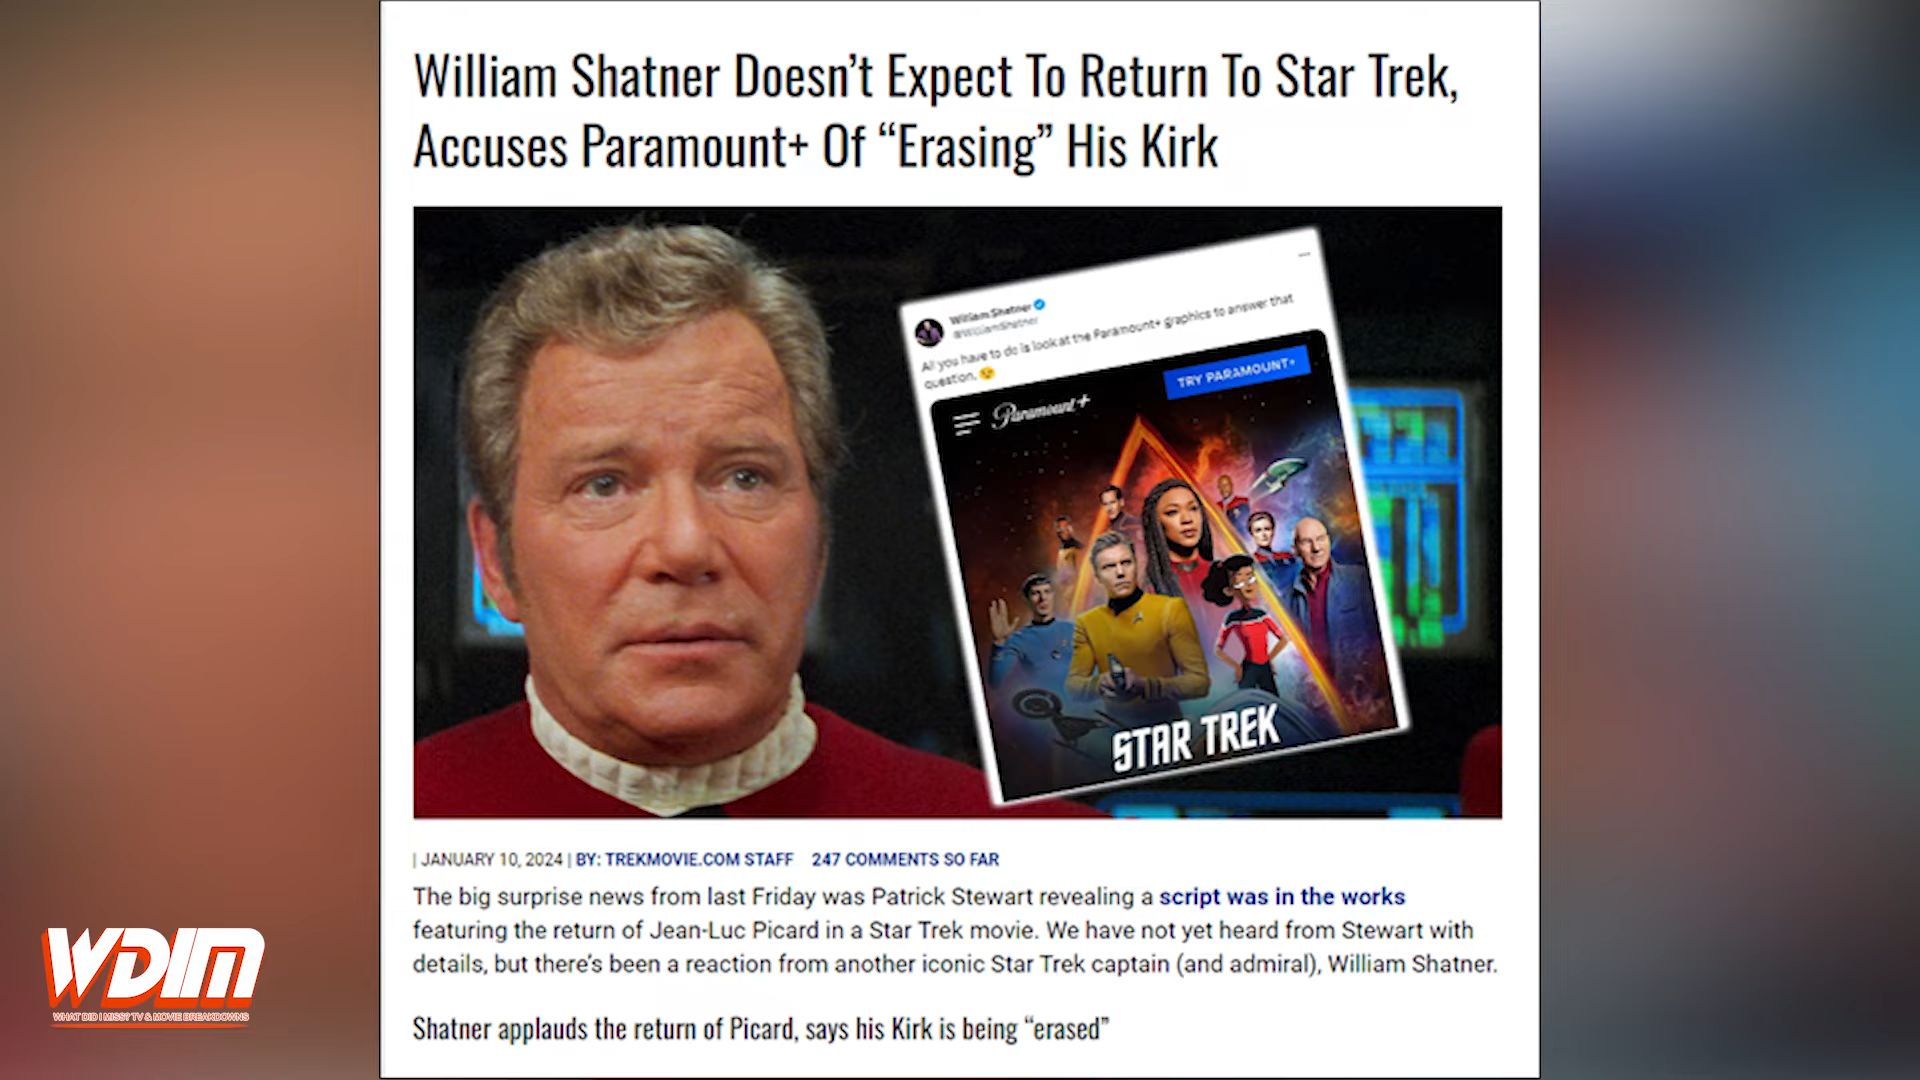 William Shatner Doesn’t Expect To Return To Star Trek,
Accuses Paramount+ Of “Erasing” His Kirk
William Shatner
@WilliamShatner
All you have to do is look at the Paramount+ graphics to answer that
question. 😉
TRY PARAMOUNT+
Paramount+
STAR TREK
| JANUARY 10, 2024 | BY: TREKMOVIE.COM STAFF 247 COMMENTS SO FAR
The big surprise news from last Friday was Patrick Stewart revealing a script was in the works
featuring the return of Jean-Luc Picard in a Star Trek movie. We have not yet heard from Stewart with
details, but there’s been a reaction from another iconic Star Trek captain (and admiral), William Shatner.
Shatner applauds the return of Picard, says his Kirk is being “erased”
WDIM
WHAT DID I MISS? TV & MOVIE BREAKDOWNS